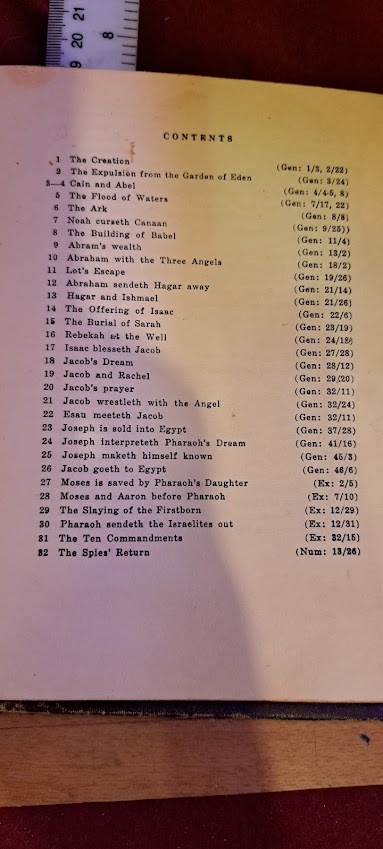 21
20
19
8
CONTENTS
1 The Creation (Gen: 1/3, 2/22)
2 The Expulsion from the Garden of Eden (Gen: 3/24)
3—4 Cain and Abel (Gen: 4/4-5, 8)
5 The Flood of Waters (Gen: 7/17, 22)
6 The Ark (Gen: 8/8)
7 Noah curseth Canaan (Gen: 9/25))
8 The Building of Babel (Gen: 11/4)
9 Abram's wealth (Gen: 13/2)
10 Abraham with the Three Angels (Gen: 18/2)
11 Lot's Escape (Gen: 19/26)
12 Abraham sendeth Hagar away (Gen: 21/14)
13 Hagar and Ishmael (Gen: 21/26)
14 The Offering of Isaac (Gen: 22/6)
15 The Burial of Sarah (Gen: 23/19)
16 Rebekah at the Well (Gen: 24/18)
17 Isaac blesseth Jacob (Gen: 27/28)
18 Jacob's Dream (Gen: 28/12)
19 Jacob and Rachel (Gen: 29/20)
20 Jacob's prayer (Gen: 32/11)
21 Jacob wrestleth with the Angel (Gen: 32/24)
22 Esau meeteth Jacob (Gen: 32/11)
23 Joseph is sold into Egypt (Gen: 37/28)
24 Joseph interpreteth Pharaoh's Dream (Gen: 41/16)
25 Joseph maketh himself known (Gen: 45/3)
26 Jacob goeth to Egypt (Gen: 46/6)
27 Moses is saved by Pharaoh's Daughter (Ex: 2/5)
28 Moses and Aaron before Pharaoh (Ex: 7/10)
29 The Slaying of the Firstborn (Ex: 12/29)
30 Pharaoh sendeth the Israelites out (Ex: 12/31)
31 The Ten Commandments (Ex: 32/15)
32 The Spies' Return (Num: 13/26)